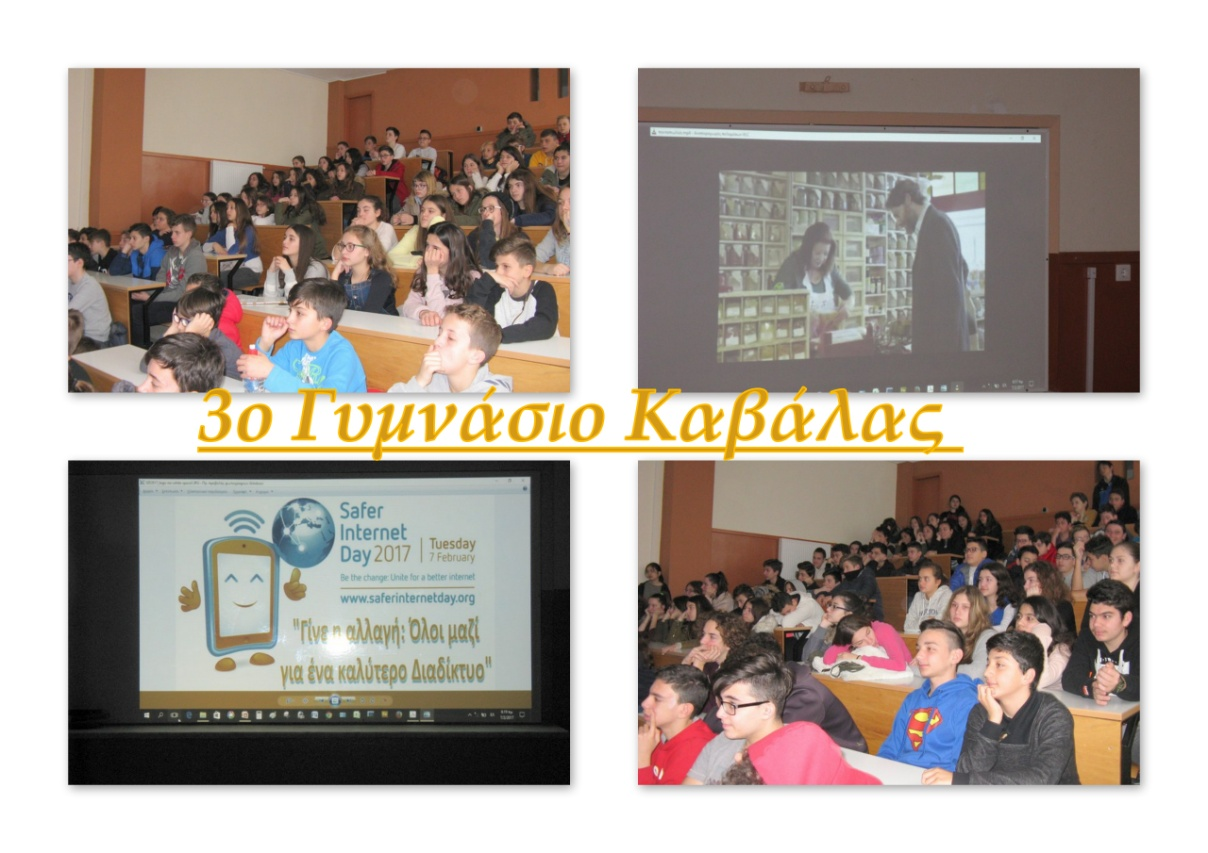 3ο Γυμνάσιο Καβάλας
Safer
Internet
Day 2017
Tuesday
7 February
Be the change: Unite for a better internet
www.saferinternetday.org
"Γίνε η αλλαγή: Όλοι μαζί
για ένα καλύτερο Διαδίκτυο"